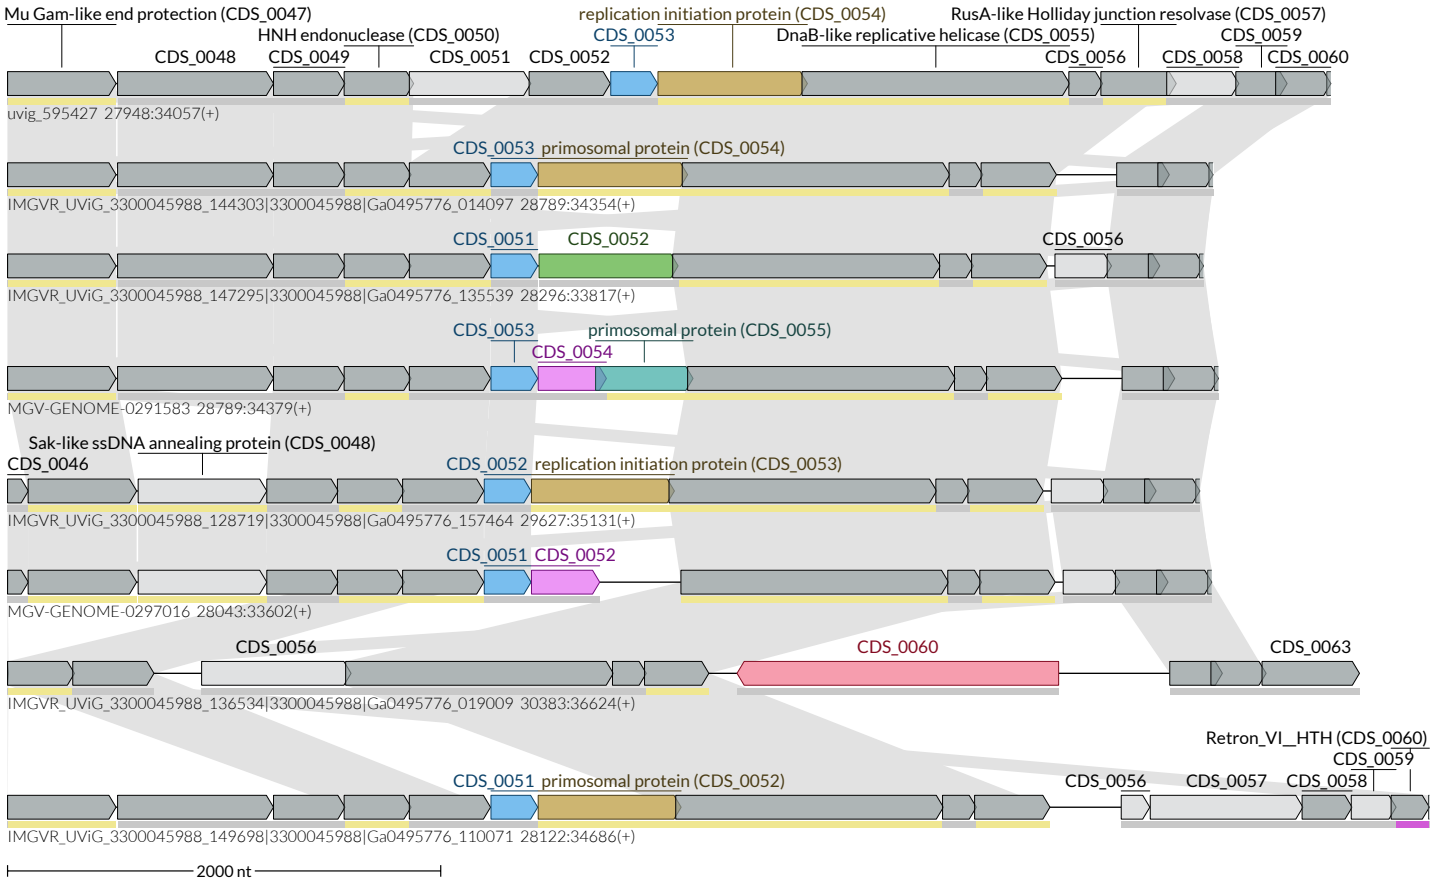 Mu Gam-like end protection (CDS_0047) replication initiation protein (CDS_0054) RusA-like Holliday junction resolvase (CDS_0057)
HNH endonuclease (CDS_0050) CDS_0053 DnaB-like replicative helicase (CDS_0055) CDS_0059
CDS_0048 CDS_0049 CDS_0051 CDS_0052 CDS_0056 CDS_0058 CDS_0060
uvig_595427 27948:34057(+)
CDS_0053 primosomal protein (CDS_0054)
IMGVR_UViG_3300045988_144303|3300045988|Ga0495776_014097 28789:34354(+)
CDS_0051 CDS_0052 CDS_0056
IMGVR_UViG_3300045988_147295|3300045988|Ga0495776_135539 28296:33817(+)
CDS_0053 primosomal protein (CDS_0055)
CDS_0054
MGV-GENOME-0291583 28789:34379(+)
Sak-like ssDNA annealing protein (CDS_0048)
CDS_0046 CDS_0052 replication initiation protein (CDS_0053)
IMGVR_UViG_3300045988_128719|3300045988|Ga0495776_157464 29627:35131(+)
CDS_0051 CDS_0052
MGV-GENOME-0297016 28043:33602(+)
CDS_0056 CDS_0060 CDS_0063
IMGVR_UViG_3300045988_136534|3300045988|Ga0495776_019009 30383:36624(+)
Retron_VI__HTH (CDS_0060)
CDS_0059
CDS_0051 primosomal protein (CDS_0052) CDS_0056 CDS_0057 CDS_0058
IMGVR_UViG_3300045988_149698|3300045988|Ga0495776_110071 28122:34686(+)
2000 nt